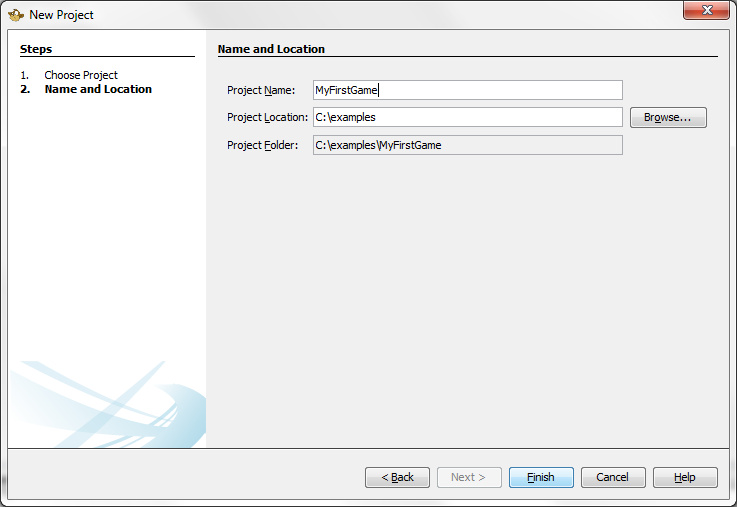 New Project
Steps
1. Choose Project
2. Name and Location
Name and Location
Project Name: MyFirstGame
Project Location: C:\examples Browse...
Project Folder: C:\examples\MyFirstGame
< Back Next > Finish Cancel Help